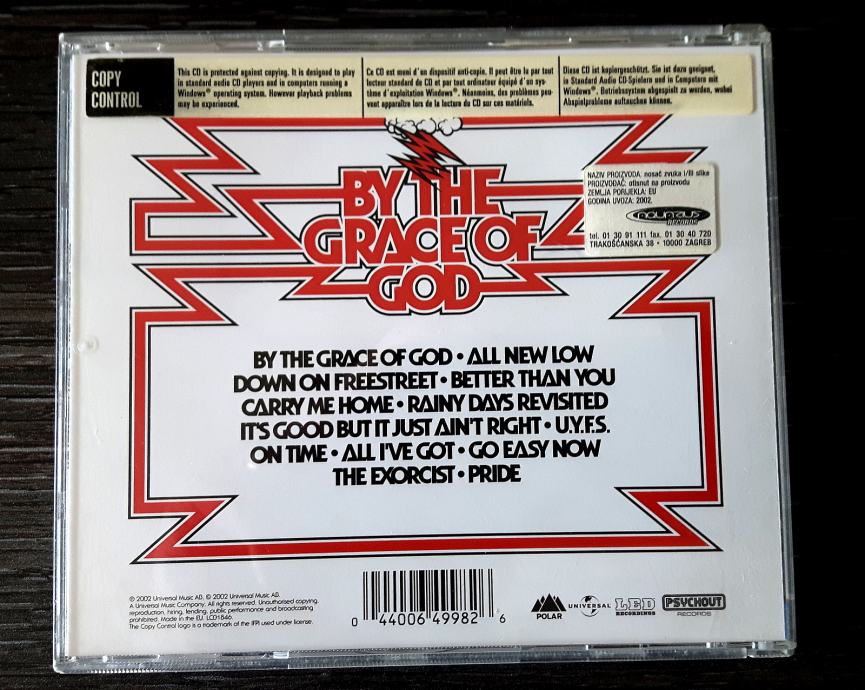 COPY
CONTROL
This CD is protected against copying. It is designed to play
in standard audio CD players and in computers running a
Windows® operating system. However playback problems
may be experienced.
Ce CD est muni d'un dispositif anti-copie. Il peut être lu par tout
lecteur standard de CD et par tout ordinateur équipé d'un sys-
tème d'exploitation Windows®. Néanmoins, des problèmes peu-
vent apparaître lors de la lecture du CD sur ces matériels.
Diese CD ist kopiergeschützt. Sie ist dazu geeignet,
in Standard Audio CD-Spielern und in Computern mit
Windows®. Betriebssystem abgespielt zu werden, wobei
Abspielprobleme auftauchen können.
BY THE
GRACE OF
GOD
NAZIV PROIZVODA: nosač zvuka i/ili slike
PROIZVOĐAČ: otisnut na proizvodu
ZEMLJA PORIJEKLA: EU
GODINA UVOZA: 2002.
AQUARIUS
RECORDS
tel. 01 30 91 111 fax. 01 30 40 720
TRAKOŠĆANSKA 38 • 10000 ZAGREB
BY THE GRACE OF GOD • ALL NEW LOW
DOWN ON FREESTREET • BETTER THAN YOU
CARRY ME HOME • RAINY DAYS REVISITED
IT'S GOOD BUT IT JUST AIN'T RIGHT • U.Y.F.S.
ON TIME • ALL I'VE GOT • GO EASY NOW
THE EXORCIST • PRIDE
℗ 2002 Universal Music AB. © 2002 Universal Music AB.
A Universal Music Company. All rights reserved. Unauthorised copying,
reproduction, hiring, lending, public performance and broadcasting
prohibited. Made in the EU. LCD1546.
The Copy Control logo is a trademark of the IFPI used under license.
0 44006 49982 6
POLAR
UNIVERSAL
LED
RECORDINGS
PSYCHOUT
RECORDS